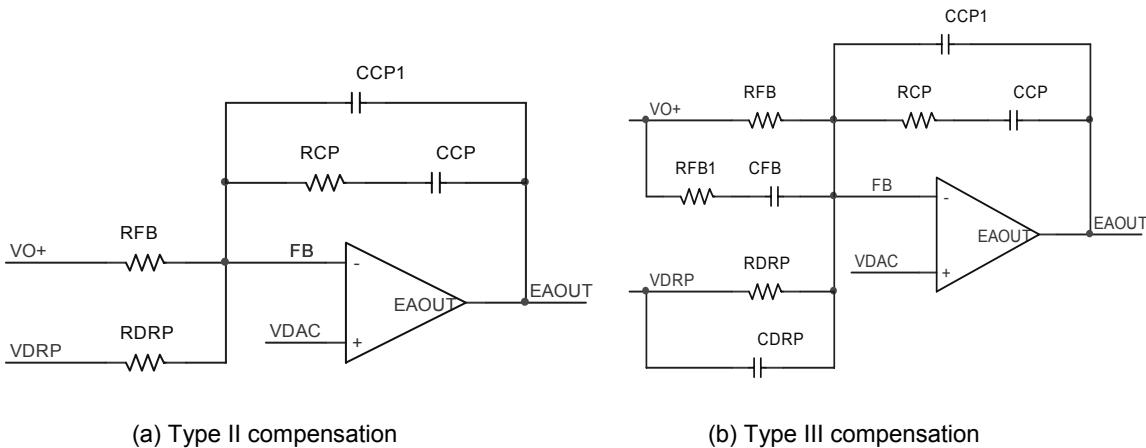 CCP1
RCP
CCP
VO+
RFB
FB
-
EAOUT
EAOUT
VDAC
+
VDRP
RDRP
(a) Type II compensation
CCP1
VO+
RFB
RCP
CCP
RFB1
CFB
FB
-
EAOUT
EAOUT
VDAC
+
VDRP
RDRP
CDRP
(b) Type III compensation